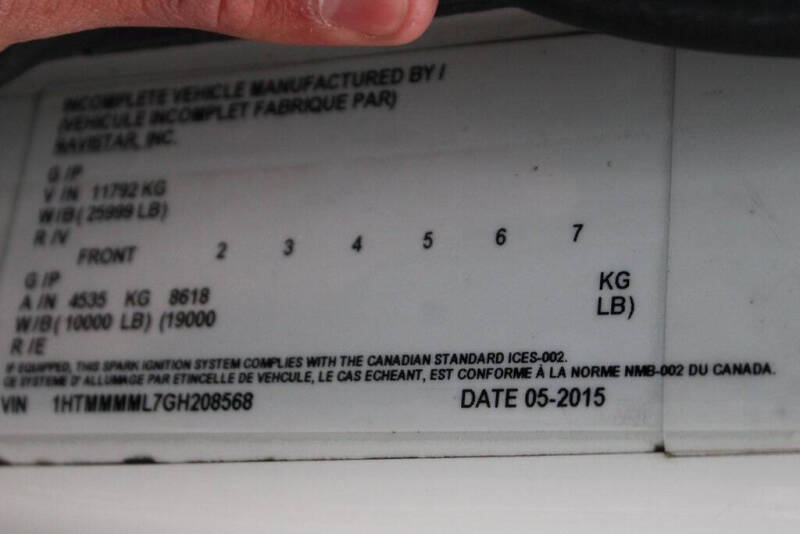 INCOMPLETE VEHICLE MANUFACTURED BY /
(VEHICULE INCOMPLET FABRIQUE PAR)
NAVISTAR, INC.
G /P
V /N 11792 KG
W/B( 25999 LB)
R /V
FRONT 2 3 4 5 6 7
G /P
A /N 4535 KG 8618 KG
W/B( 10000 LB) (19000 LB)
R /E
IF EQUIPPED, THIS SPARK IGNITION SYSTEM COMPLIES WITH THE CANADIAN STANDARD ICES-002.
CE SYSTEME D' ALLUMAGE PAR ETINCELLE DE VEHCULE, LE CAS ECHEANT, EST CONFORME À LA NORME NMB-002 DU CANADA.
VIN 1HTMMMML7GH208568 DATE 05-2015